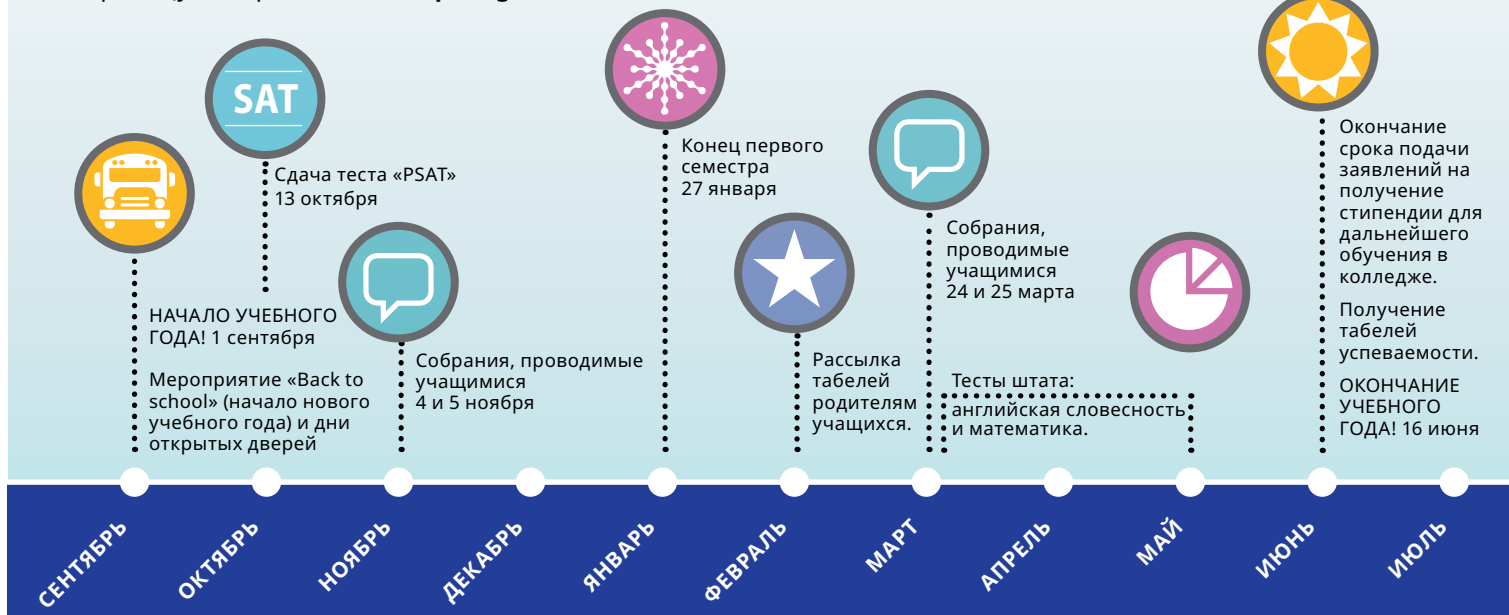 SAT
Сдача теста «PSAT»
13 октября
НАЧАЛО УЧЕБНОГО
ГОДА! 1 сентября
Мероприятие «Back to
school» (начало нового
учебного года) и дни
открытых дверей
Собрания, проводимые
учащимися
4 и 5 ноября
Конец первого
семестра
27 января
Рассылка
табелей
родителям
учащихся.
Собрания,
проводимые
учащимися
24 и 25 марта
Тесты штата:
английская словесность
и математика.
Окончание
срока подачи
заявлений на
получение
стипендии для
дальнейшего
обучения в
колледже.
Получение
табелей
успеваемости.
ОКОНЧАНИЕ
УЧЕБНОГО
ГОДА! 16 июня
СЕНТЯБРЬ
ОКТЯБРЬ
НОЯБРЬ
ДЕКАБРЬ
ЯНВАРЬ
ФЕВРАЛЬ
МАРТ
АПРЕЛЬ
МАЙ
ИЮНЬ
ИЮЛЬ